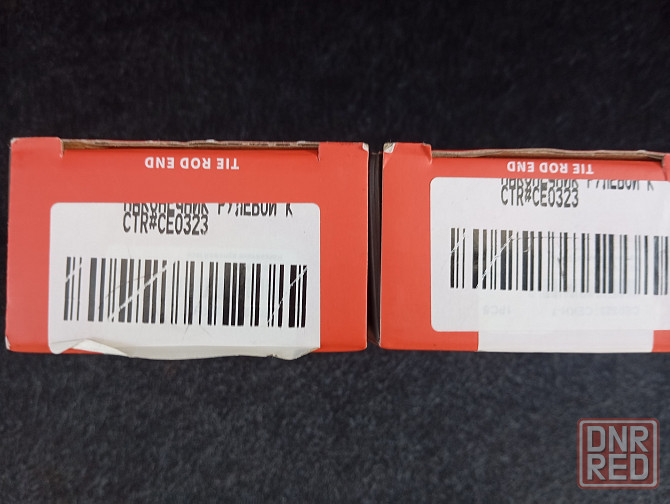 TIE ROD END
НАКОНЕЧНИК РУЛЕВОЙ К
CTR#CE0323
TIE ROD END
НАКОНЕЧНИК РУЛЕВОЙ К
CTR#CE0323
DNR
RED